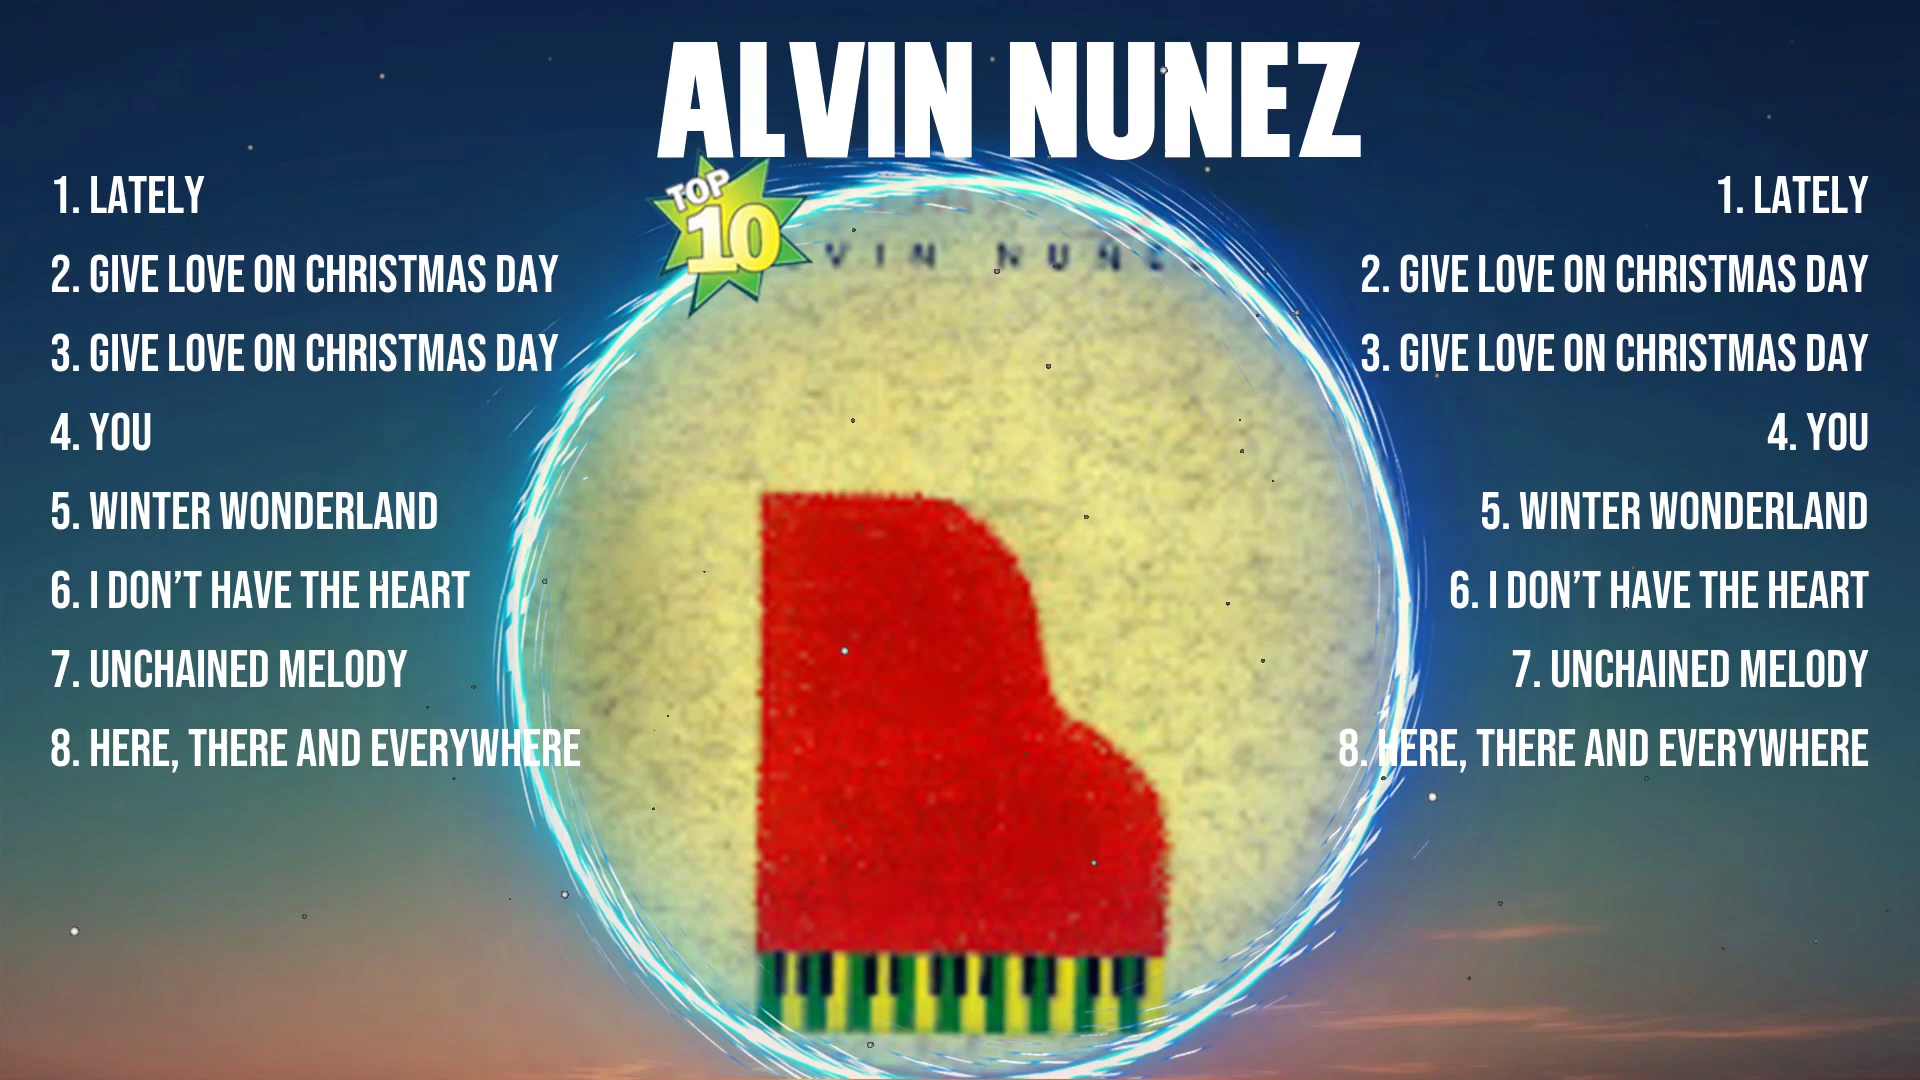 ALVIN NUNEZ
TOP
10
VIN NUN
1. LATELY
2. GIVE LOVE ON CHRISTMAS DAY
3. GIVE LOVE ON CHRISTMAS DAY
4. YOU
5. WINTER WONDERLAND
6. I DON’T HAVE THE HEART
7. UNCHAINED MELODY
8. HERE, THERE AND EVERYWHERE
1. LATELY
2. GIVE LOVE ON CHRISTMAS DAY
3. GIVE LOVE ON CHRISTMAS DAY
4. YOU
5. WINTER WONDERLAND
6. I DON’T HAVE THE HEART
7. UNCHAINED MELODY
8. HERE, THERE AND EVERYWHERE